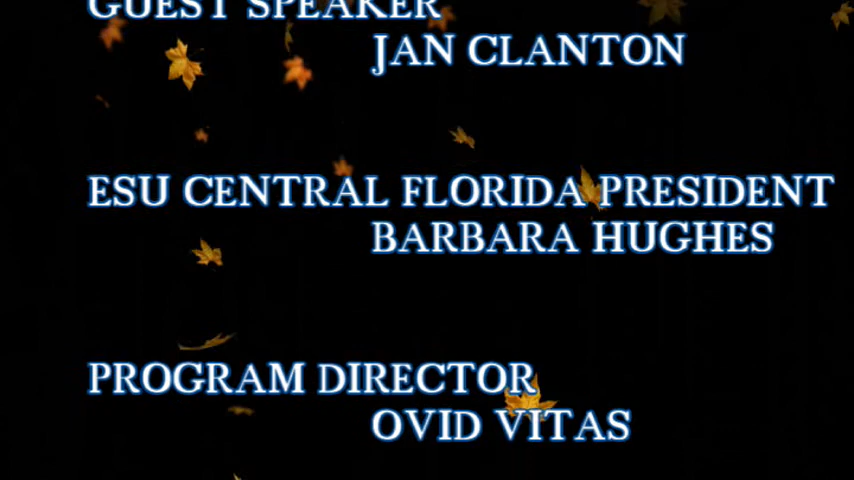 GUEST SPEAKER
JAN CLANTON
ESU CENTRAL FLORIDA PRESIDENT
BARBARA HUGHES
PROGRAM DIRECTOR
OVID VITAS